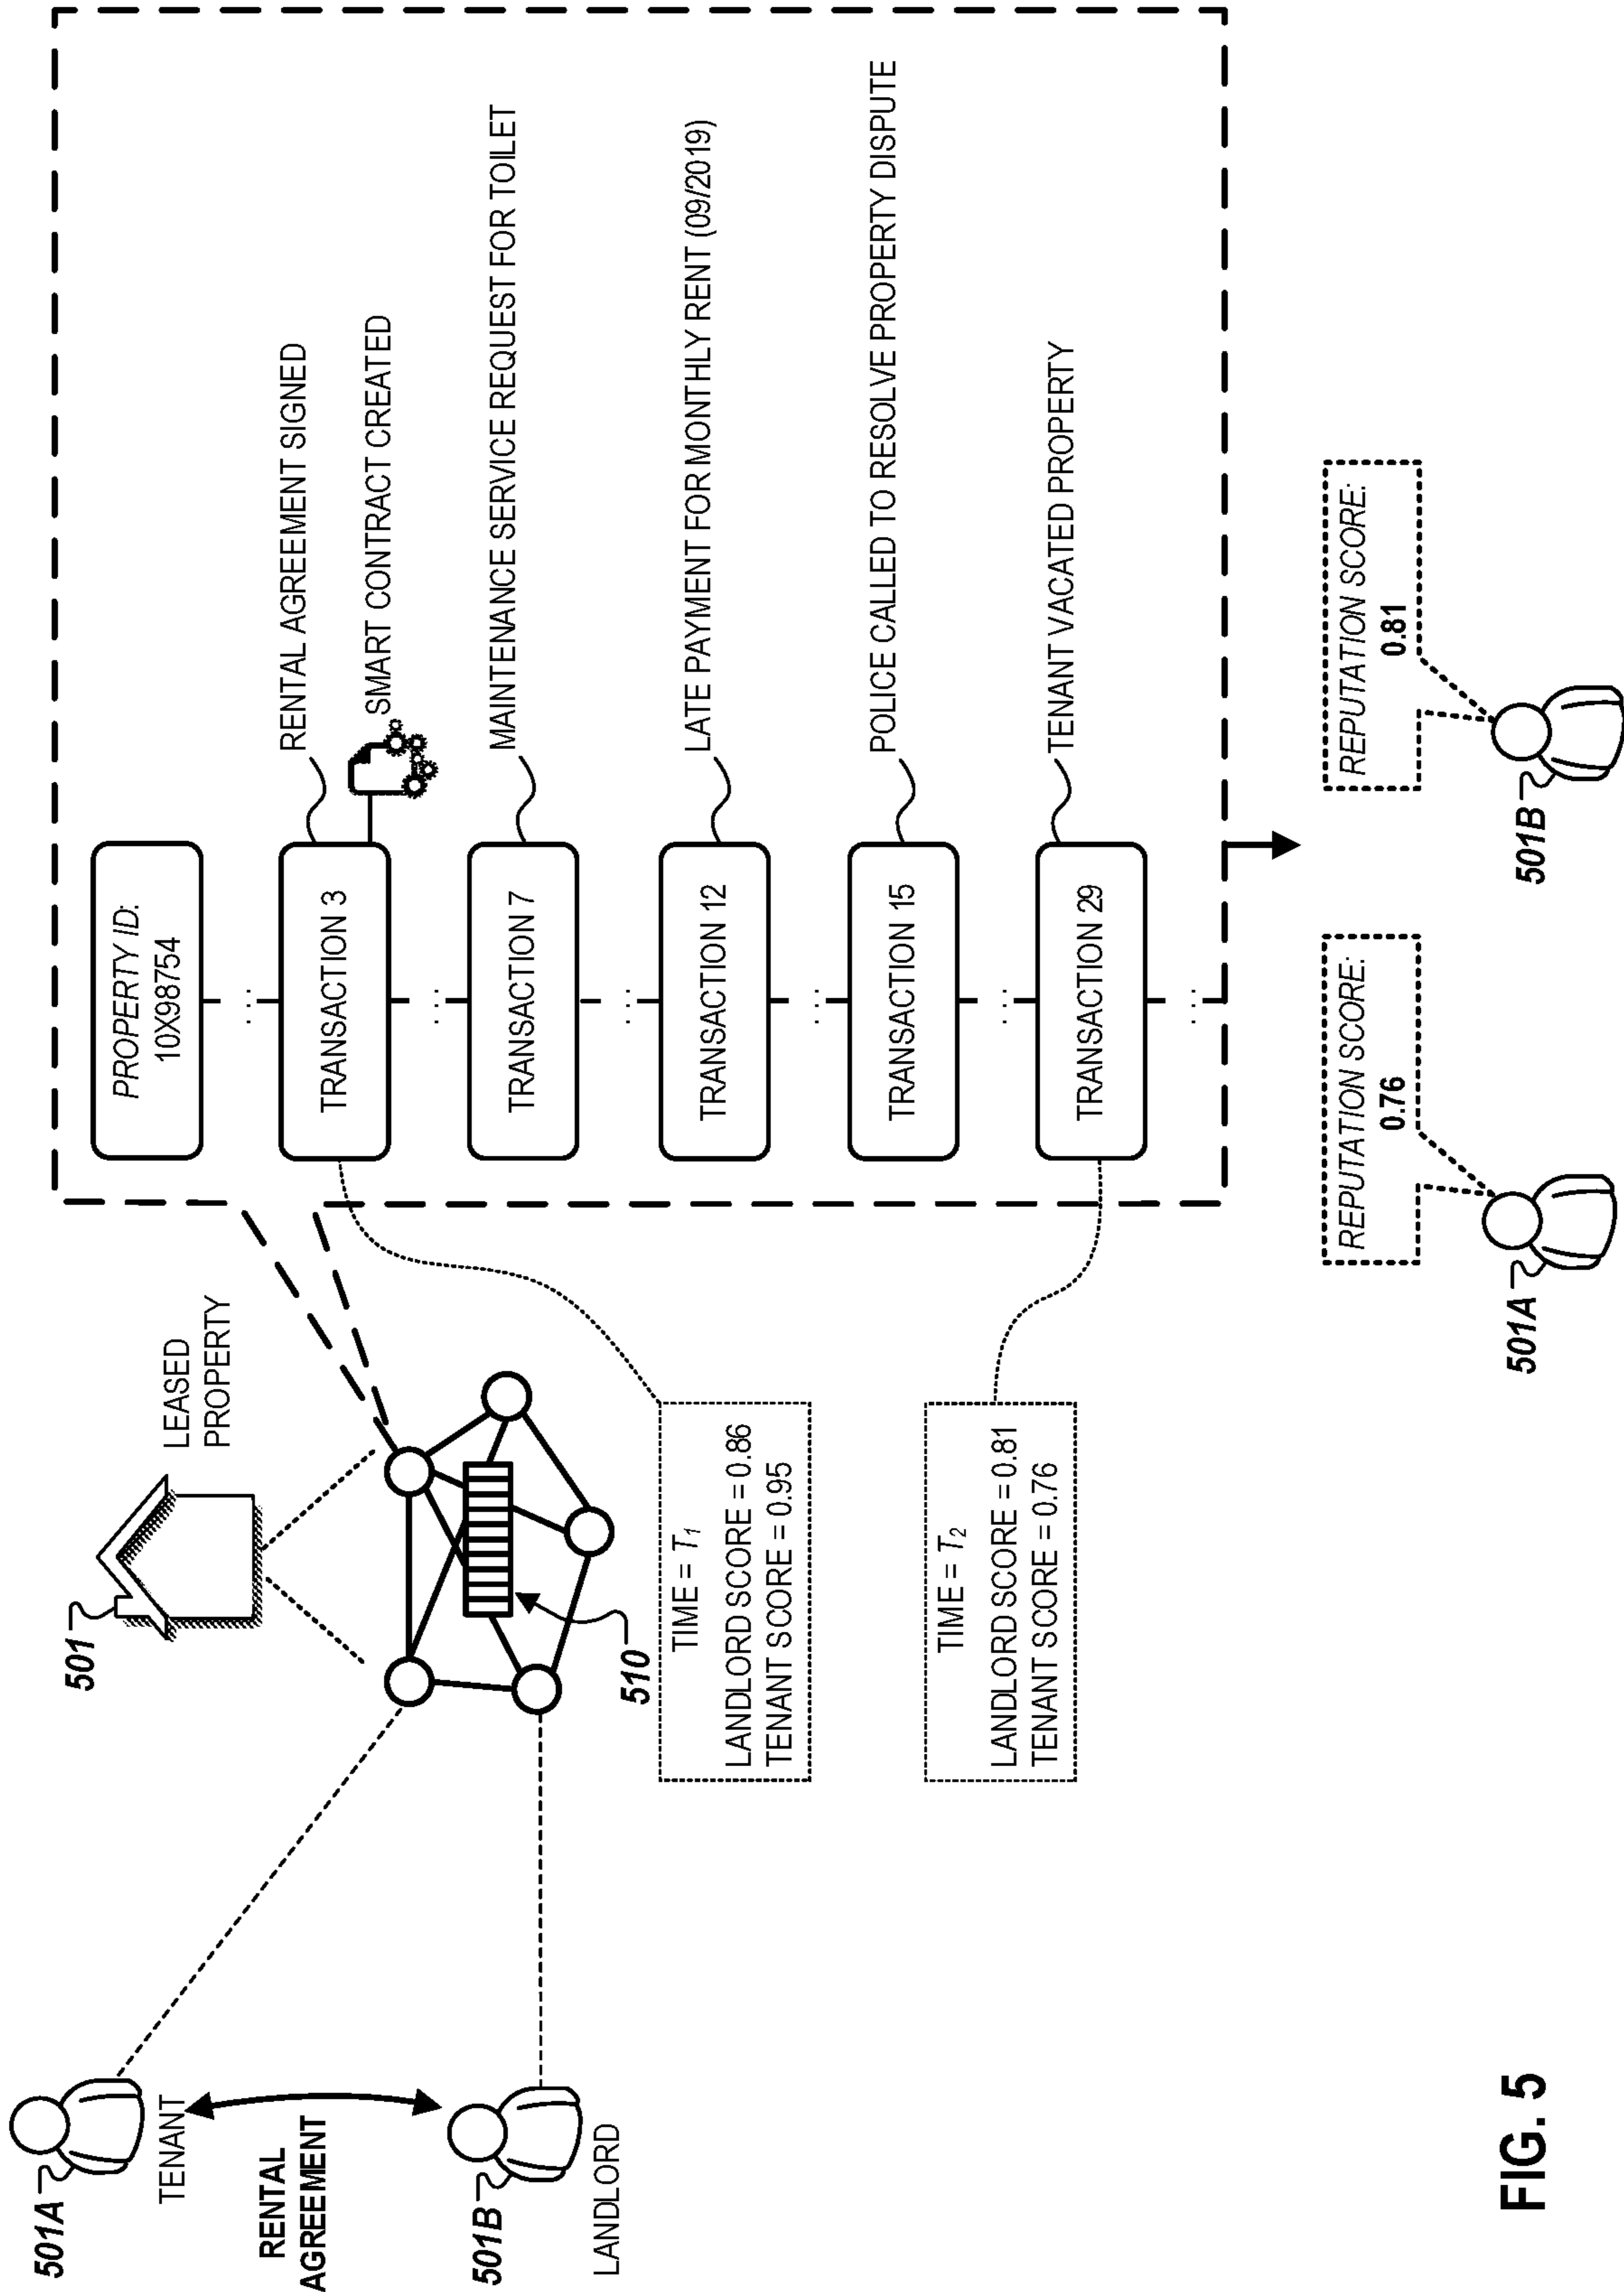 501A
TENANT
RENTAL
AGREEMENT
501B
LANDLORD
501
LEASED
PROPERTY
510
TIME = T1
LANDLORD SCORE = 0.86
TENANT SCORE = 0.95
TIME = T2
LANDLORD SCORE = 0.81
TENANT SCORE = 0.76
PROPERTY ID:
10X98754
...
TRANSACTION 3
RENTAL AGREEMENT SIGNED
SMART CONTRACT CREATED
...
TRANSACTION 7
MAINTENANCE SERVICE REQUEST FOR TOILET
...
TRANSACTION 12
LATE PAYMENT FOR MONTHLY RENT (09/2019)
...
TRANSACTION 15
POLICE CALLED TO RESOLVE PROPERTY DISPUTE
...
TRANSACTION 29
TENANT VACATED PROPERTY
...
REPUTATION SCORE:
0.76
501A
REPUTATION SCORE:
0.81
501B
FIG. 5